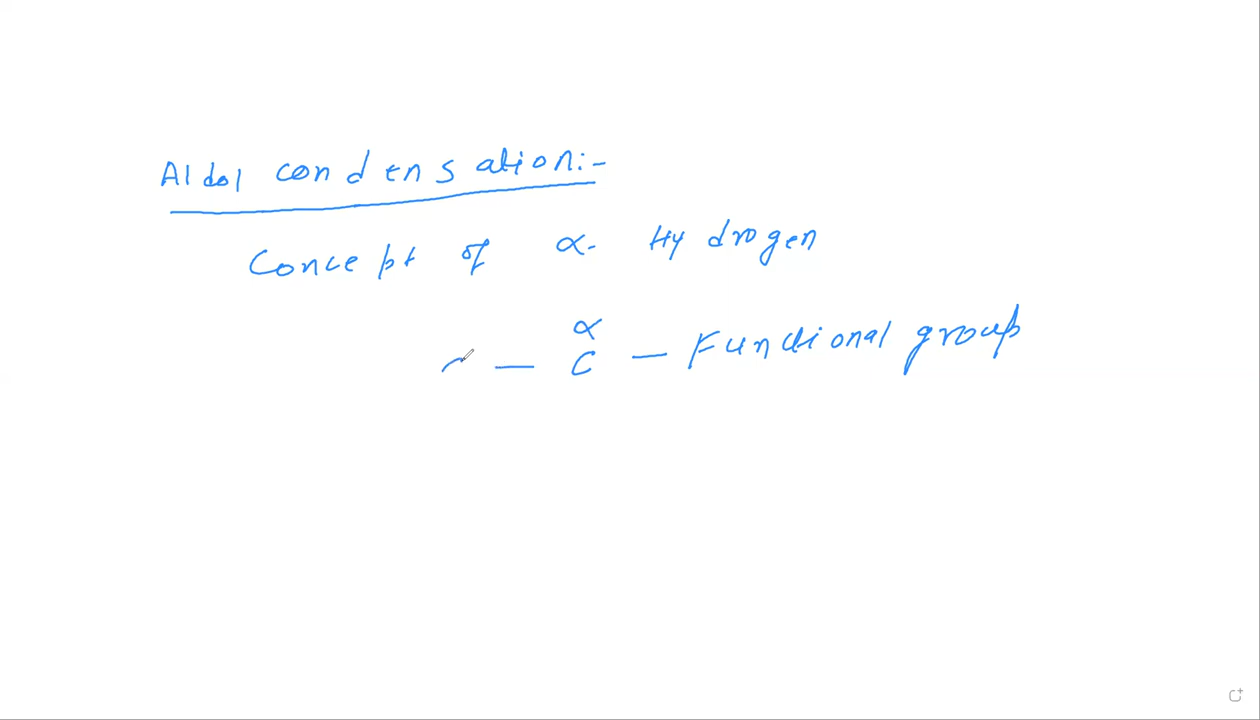 Aldol condensation:-
Concept of α- Hydrogen
α
— C — Functional group